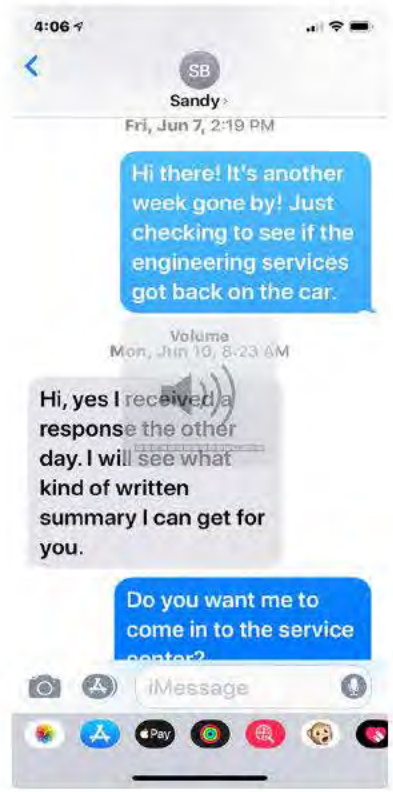 4:06
SB
Sandy
Fri, Jun 7, 2:19 PM
Hi there! It's another
week gone by! Just
checking to see if the
engineering services
got back on the car.
Volume
Mon, Jun 10, 8:23 AM
Hi, yes I received a
response the other
day. I will see what
kind of written
summary I can get for
you.
Do you want me to
come in to the service
center?
iMessage
Pay